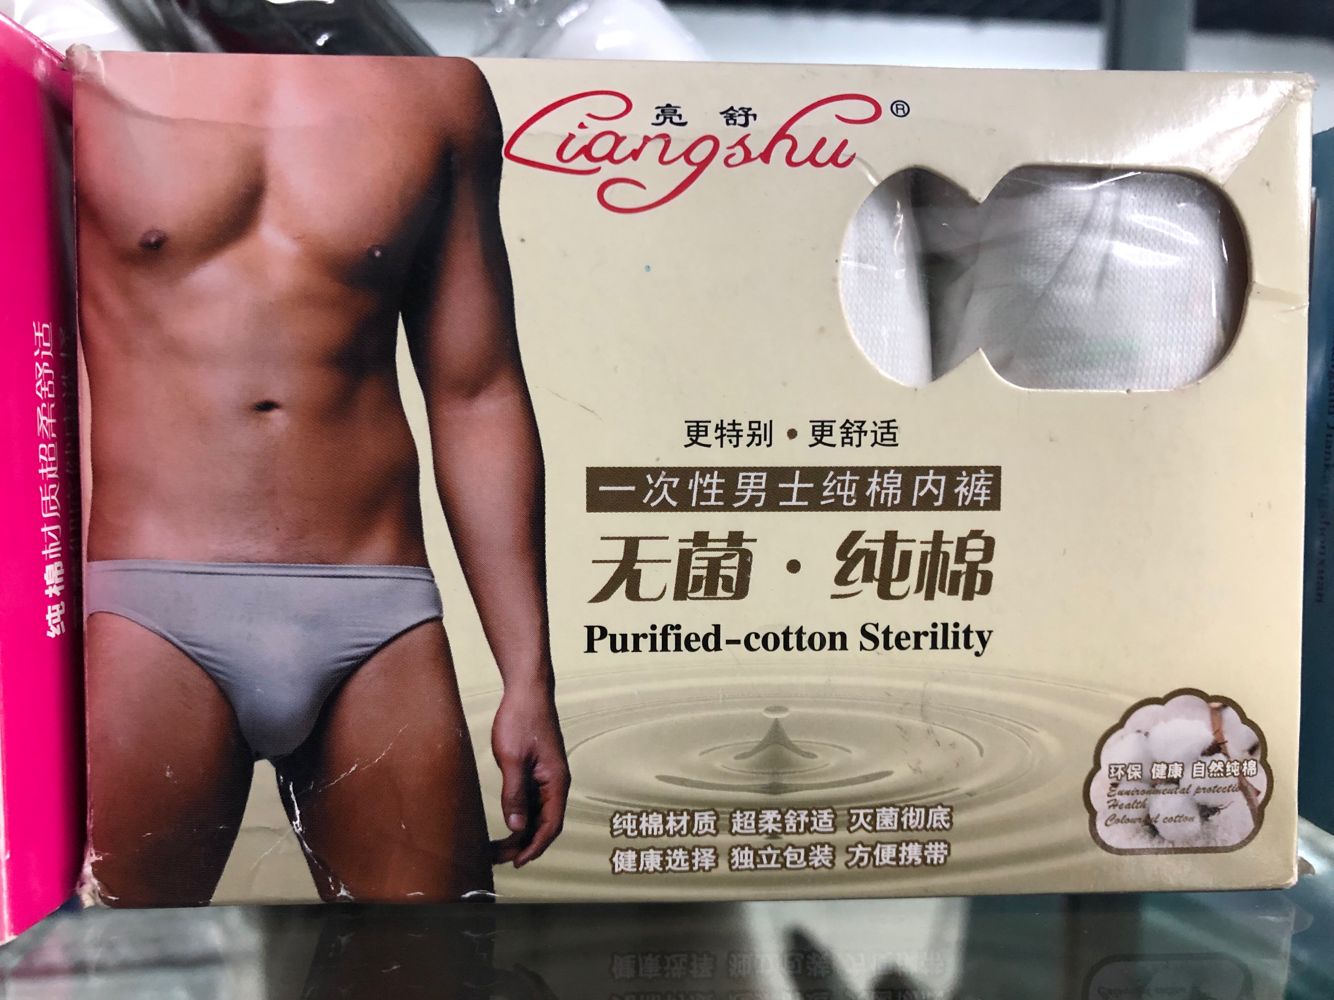 亮 舒
Liangshu®
更特别·更舒适
一次性男士纯棉内裤
无菌·纯棉
Purified-cotton Sterility
纯棉材质 超柔舒适 灭菌彻底
健康选择 独立包装 方便携带
环保 健康 自然纯棉
Health
纯棉材质超柔舒适